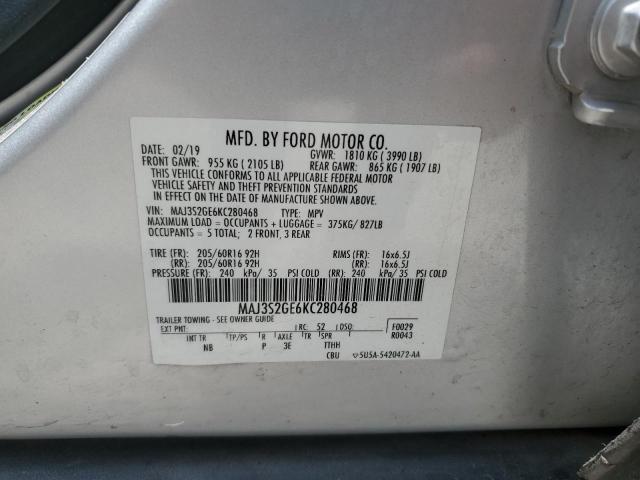 MFD. BY FORD MOTOR CO.
DATE: 02/19 GVWR: 1810 KG ( 3990 LB)
FRONT GAWR: 955 KG ( 2105 LB) REAR GAWR: 865 KG ( 1907 LB)
THIS VEHICLE CONFORMS TO ALL APPLICABLE FEDERAL MOTOR
VEHICLE SAFETY AND THEFT PREVENTION STANDARDS
IN EFFECT ON THE DATE OF MANUFACTURE SHOWN ABOVE.
VIN: MAJ3S2GE6KC280468 TYPE: MPV
MAXIMUM LOAD = OCCUPANTS + LUGGAGE = 375KG/ 827LB
OCCUPANTS = 5 TOTAL; 2 FRONT, 3 REAR
TIRE (FR): 205/60R16 92H RIMS (FR): 16x6.5J
(RR): 205/60R16 92H (RR): 16x6.5J
PRESSURE (FR): 240 kPa/ 35 PSI COLD (RR): 240 kPa/ 35 PSI COLD
MAJ3S2GE6KC280468
TRAILER TOWING - SEE OWNER GUIDE
EXT PNT: RC: 52 DSO: F0029
R0043
INT TR TP/PS R AXLE TR SPR
NB P 3E TTHH
CBU 5U5A-5420472-AA